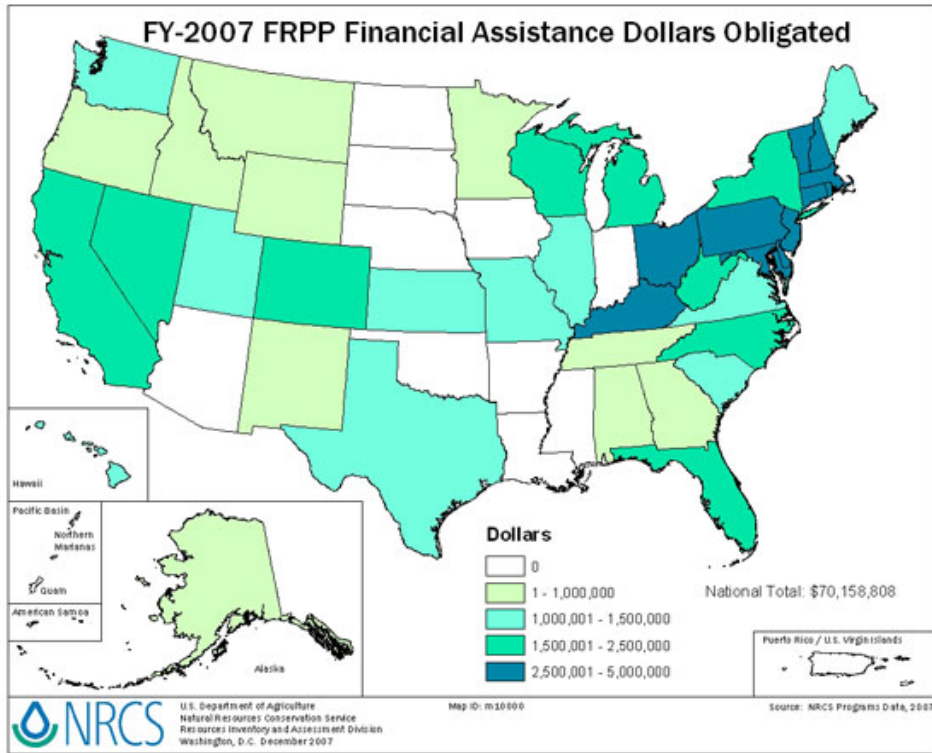 FY-2007 FRPP Financial Assistance Dollars Obligated
Hawaii
Pacific Basin
Northern
Marianas
Guam
American Samoa
Alaska
Dollars
0
1 - 1,000,000
1,000,001 - 1,500,000
1,500,001 - 2,500,000
2,500,001 - 5,000,000
National Total: $70,158,808
Puerto Rico / U.S. Virgin Islands
NRCS
U.S. Department of Agriculture
Natural Resources Conservation Service
Resources Inventory and Assessment Division
Washington, D.C. December 2007
Map ID: m10000
Source: NRCS Programs Data, 2007